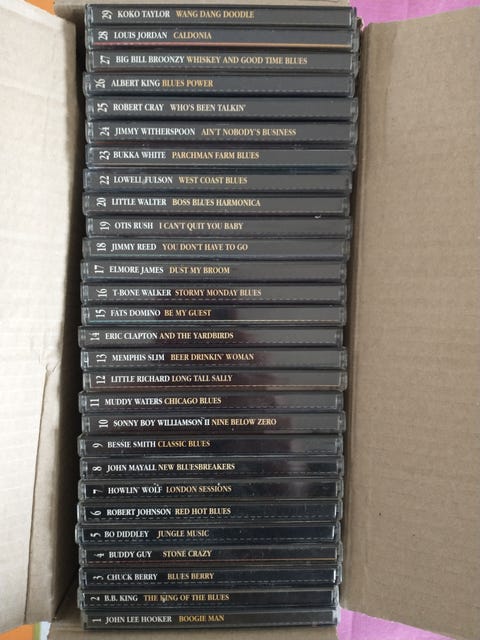 29 KOKO TAYLOR WANG DANG DOODLE
28 LOUIS JORDAN CALDONIA
27 BIG BILL BROONZY WHISKEY AND GOOD TIME BLUES
26 ALBERT KING BLUES POWER
25 ROBERT CRAY WHO'S BEEN TALKIN'
24 JIMMY WITHERSPOON AIN'T NOBODY'S BUSINESS
23 BUKKA WHITE PARCHMAN FARM BLUES
22 LOWELL FULSON WEST COAST BLUES
20 LITTLE WALTER BOSS BLUES HARMONICA
19 OTIS RUSH I CAN'T QUIT YOU BABY
18 JIMMY REED YOU DON'T HAVE TO GO
17 ELMORE JAMES DUST MY BROOM
16 T-BONE WALKER STORMY MONDAY BLUES
15 FATS DOMINO BE MY GUEST
14 ERIC CLAPTON AND THE YARDBIRDS
13 MEMPHIS SLIM BEER DRINKIN' WOMAN
12 LITTLE RICHARD LONG TALL SALLY
11 MUDDY WATERS CHICAGO BLUES
10 SONNY BOY WILLIAMSON II NINE BELOW ZERO
9 BESSIE SMITH CLASSIC BLUES
8 JOHN MAYALL NEW BLUESBREAKERS
7 HOWLIN' WOLF LONDON SESSIONS
6 ROBERT JOHNSON RED HOT BLUES
5 BO DIDDLEY JUNGLE MUSIC
4 BUDDY GUY STONE CRAZY
3 CHUCK BERRY BLUES BERRY
2 B.B. KING THE KING OF THE BLUES
1 JOHN LEE HOOKER BOOGIE MAN